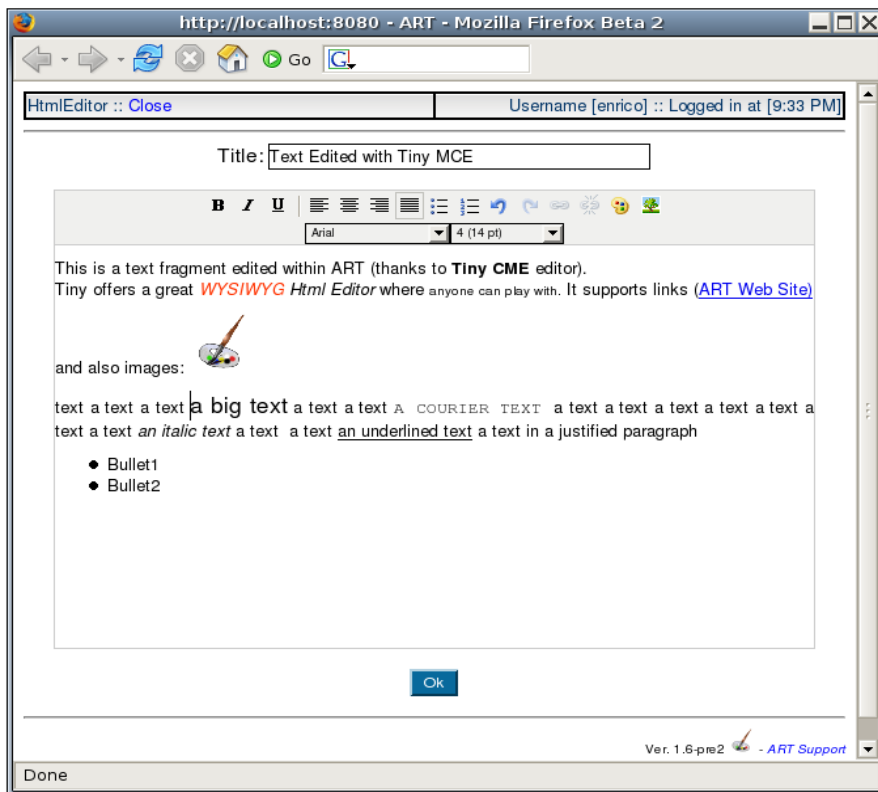 http://localhost:8080 - ART - Mozilla Firefox Beta 2
Go G
HtmlEditor :: Close Username [enrico] :: Logged in at [9:33 PM]
Title: Text Edited with Tiny MCE
B I U
Arial 4 (14 pt)
This is a text fragment edited within ART (thanks to Tiny CME editor).
Tiny offers a great WYSIWYG Html Editor where anyone can play with. It supports links (ART Web Site)
and also images:
text a text a text a big text a text a text A COURIER TEXT a text a text a text a text a text a
text a text an italic text a text a text an underlined text a text in a justified paragraph
Bullet1
Bullet2
Ok
Ver. 1.6-pre2 - ART Support
Done